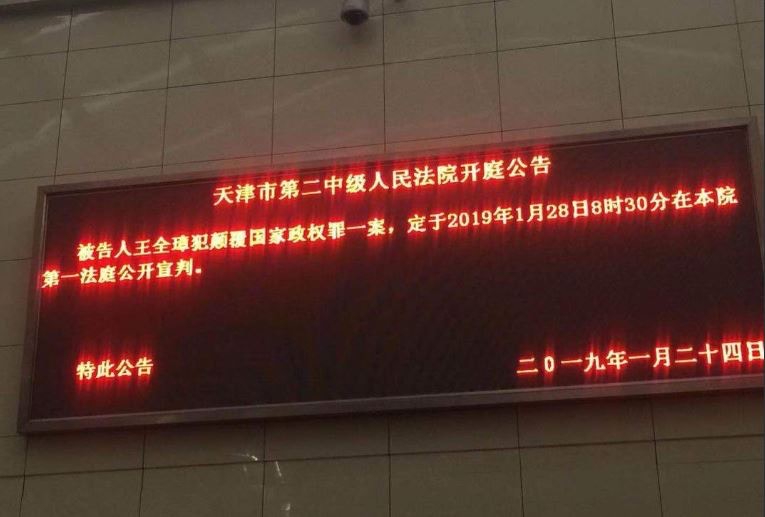 天津市第二中级人民法院开庭公告
被告人王全璋犯颠覆国家政权罪一案，定于2019年1月28日8时30分在本院
第一法庭公开宣判。
特此公告
二0一九年一月二十四日